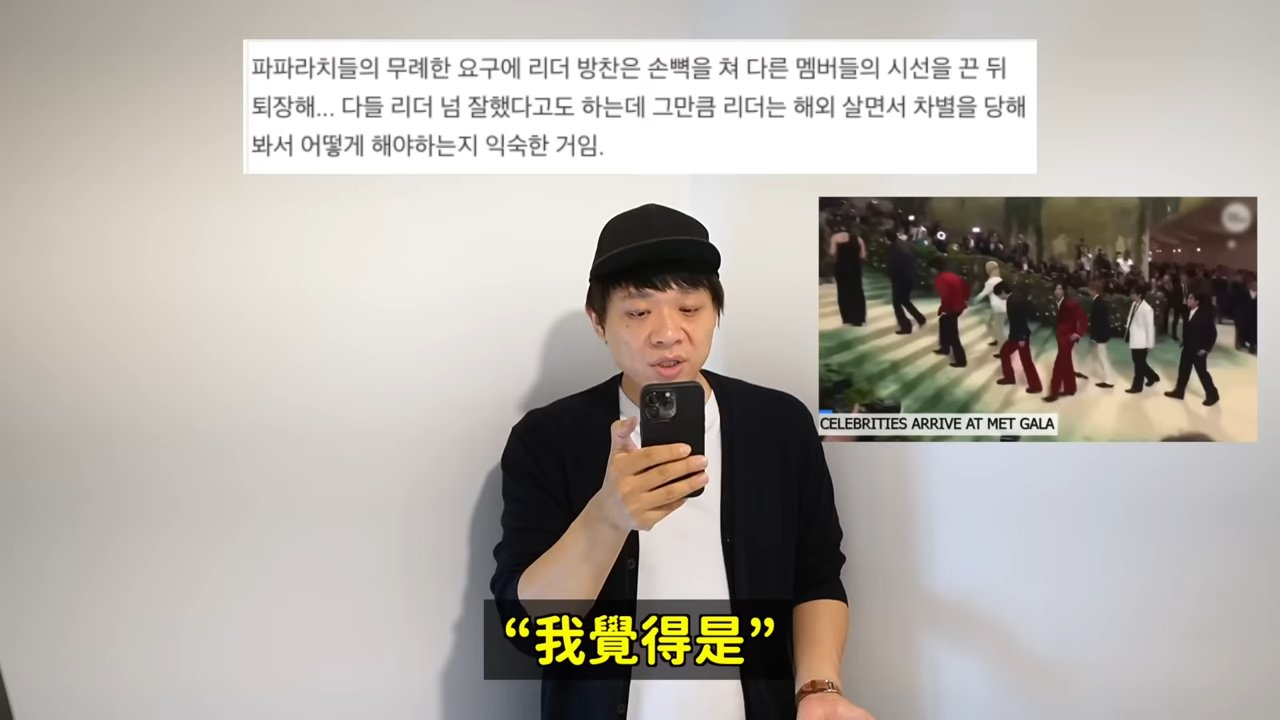 파파라치들의 무례한 요구에 리더 방찬은 손뼉을 쳐 다른 멤버들의 시선을 끈 뒤
퇴장해... 다들 리더 넘 잘했다고도 하는데 그만큼 리더는 해외 살면서 차별을 당해
봐서 어떻게 해야하는지 익숙한 거임.
CELEBRITIES ARRIVE AT MET GALA
“我覺得是”